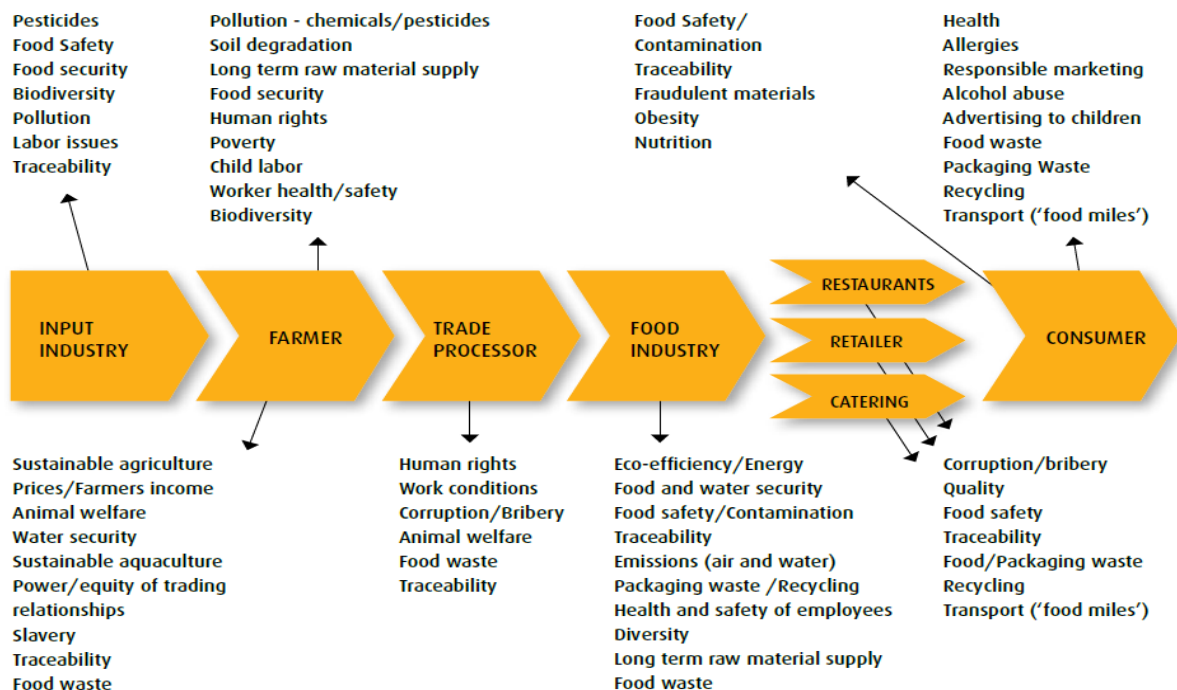 Pesticides
Food Safety
Food security
Biodiversity
Pollution
Labor issues
Traceability
Pollution - chemicals/pesticides
Soil degradation
Long term raw material supply
Food security
Human rights
Poverty
Child labor
Worker health/safety
Biodiversity
Food Safety/
Contamination
Traceability
Fraudulent materials
Obesity
Nutrition
Health
Allergies
Responsible marketing
Alcohol abuse
Advertising to children
Food waste
Packaging Waste
Recycling
Transport (‘food miles’)
INPUT
INDUSTRY
FARMER
TRADE
PROCESSOR
FOOD
INDUSTRY
RESTAURANTS
RETAILER
CATERING
CONSUMER
Sustainable agriculture
Prices/Farmers income
Animal welfare
Water security
Sustainable aquaculture
Power/equity of trading
relationships
Slavery
Traceability
Food waste
Human rights
Work conditions
Corruption/Bribery
Animal welfare
Food waste
Traceability
Eco-efficiency/Energy
Food and water security
Food safety/Contamination
Traceability
Emissions (air and water)
Packaging waste /Recycling
Health and safety of employees
Diversity
Long term raw material supply
Food waste
Corruption/bribery
Quality
Food safety
Traceability
Food/Packaging waste
Recycling
Transport (‘food miles’)